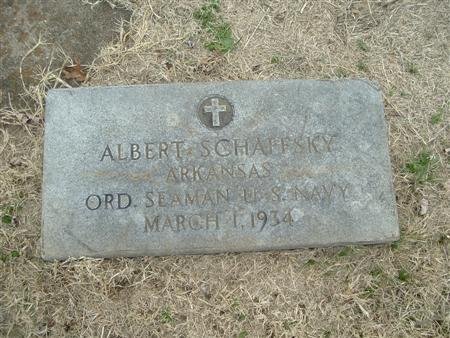 ALBERT SCHAFFSKY
ARKANSAS
ORD. SEAMAN U. S. NAVY
MARCH 1, 1934